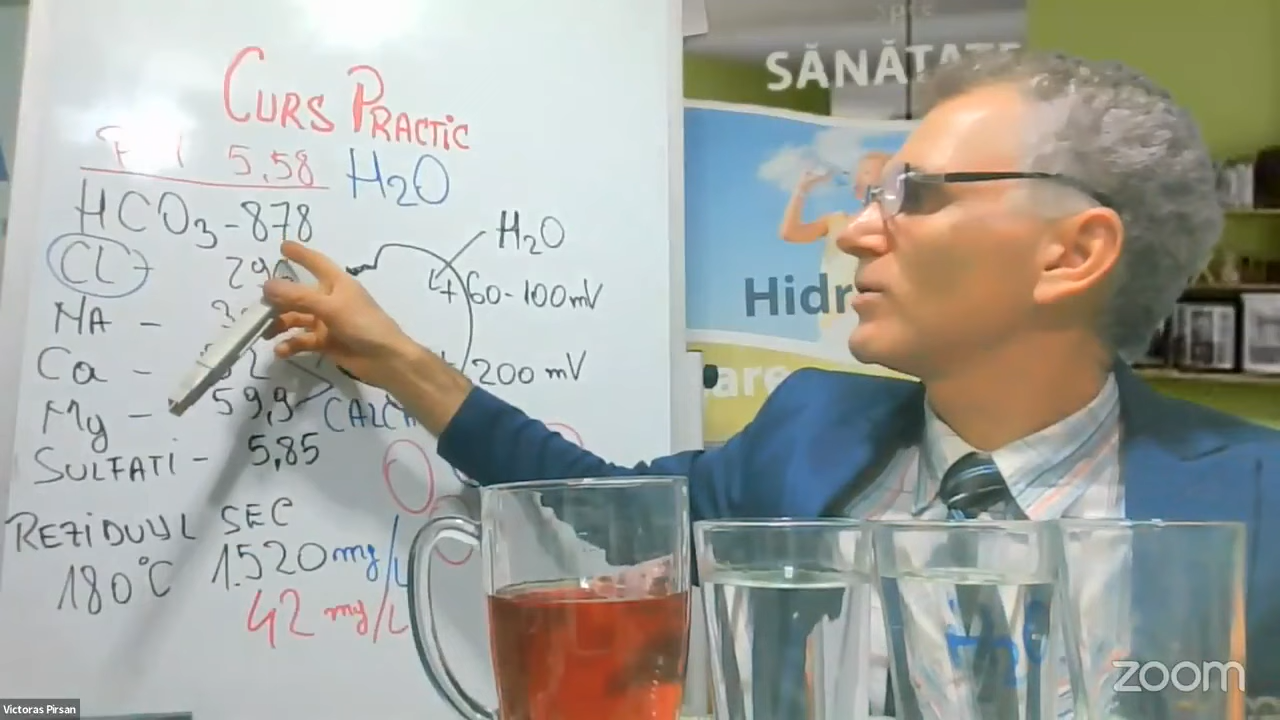 CURS PRACTIC
5,58 H2O
HCO3-878
CL-
NA -
Ca -
Mg - 59,9
SULFATI - 5,85
REZIDUUL SEC
180°C 1.520 mg/L
42 mg/L
H2O
+ 60-100mV
+ 200 mV
SĂNĂTATE
H2O
zoom
Victoras Pirsan